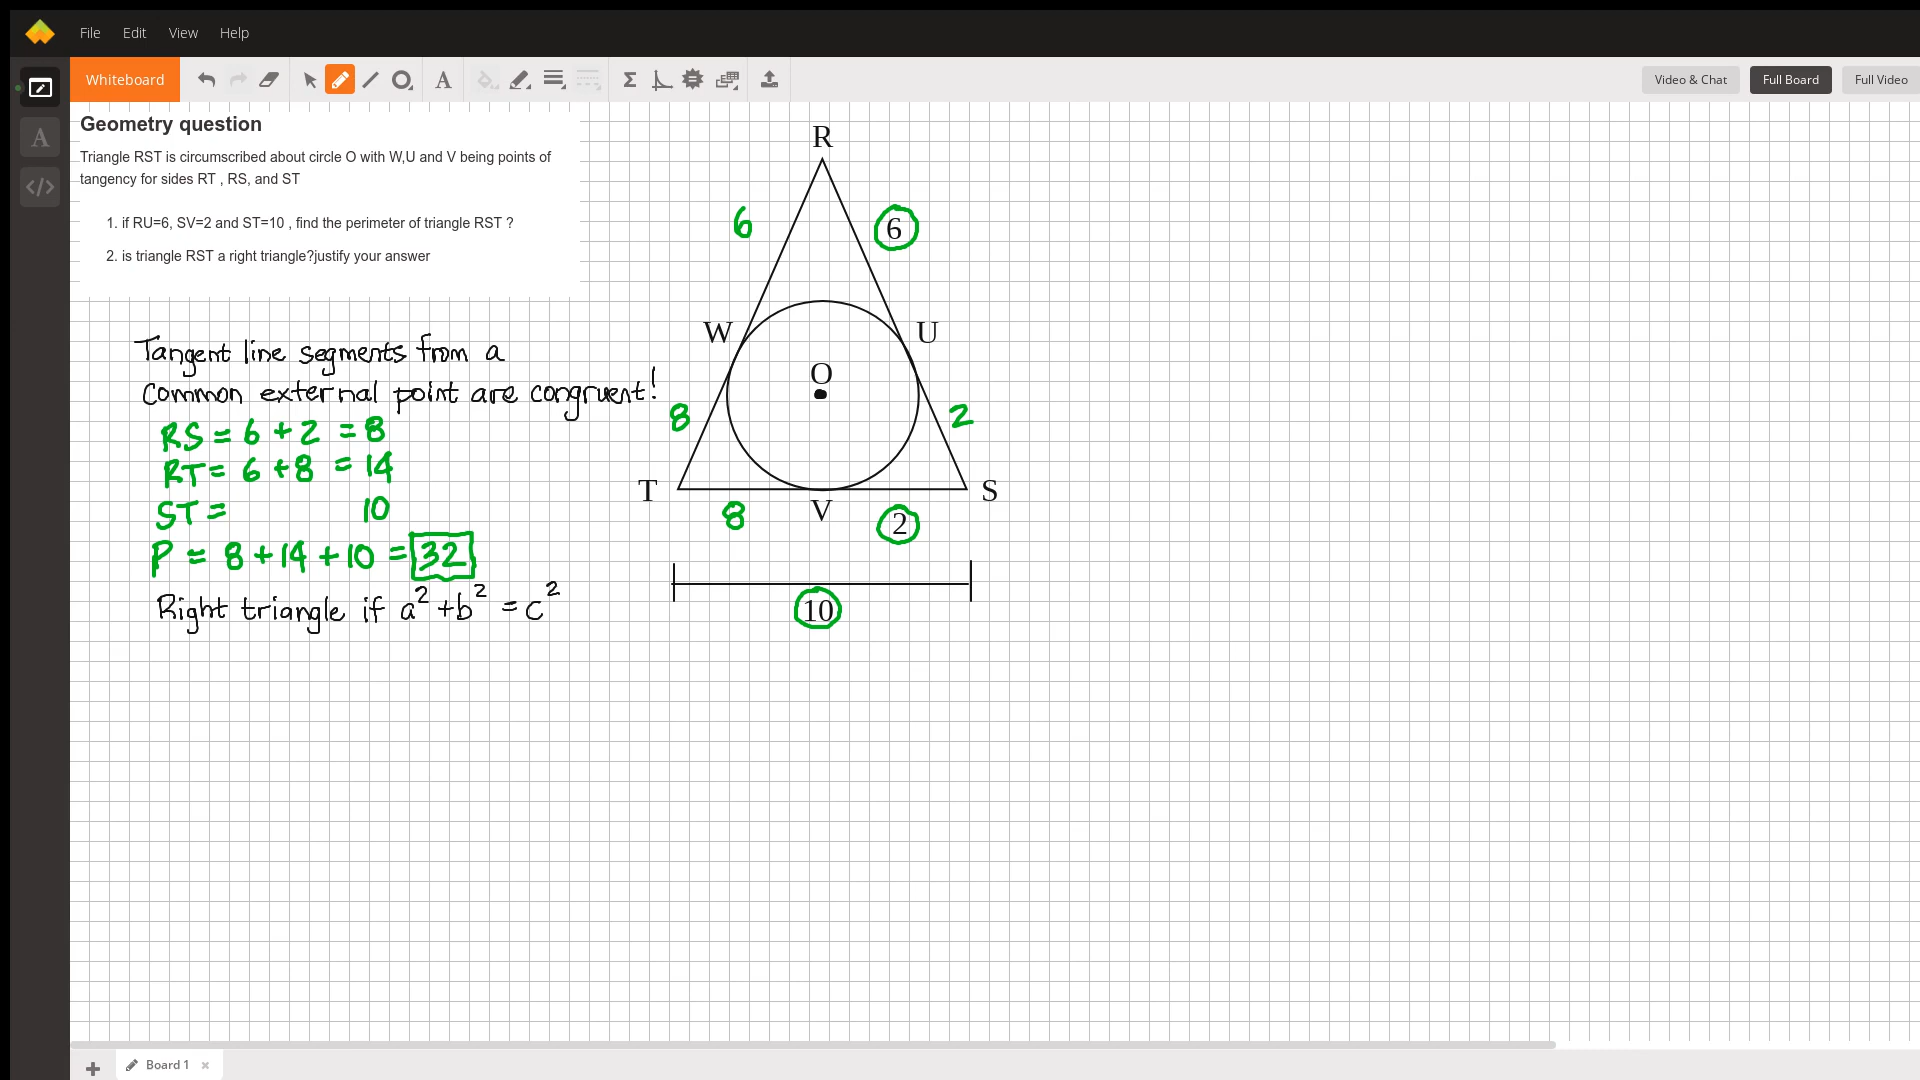 File Edit View Help
Whiteboard
A
Σ
Video & Chat Full Board Full Video
A
</>
Geometry question
Triangle RST is circumscribed about circle O with W,U and V being points of
tangency for sides RT , RS, and ST
1. if RU=6, SV=2 and ST=10 , find the perimeter of triangle RST ?
2. is triangle RST a right triangle?justify your answer
Tangent line segments from a
common external point are congruent!
RS = 6 + 2 = 8
RT = 6 + 8 = 14
ST = 10
P = 8 + 14 + 10 = 32
Right triangle if a² + b² = c²
R
6 6
W U
O
8 2
T S
8 V 2
10
Board 1